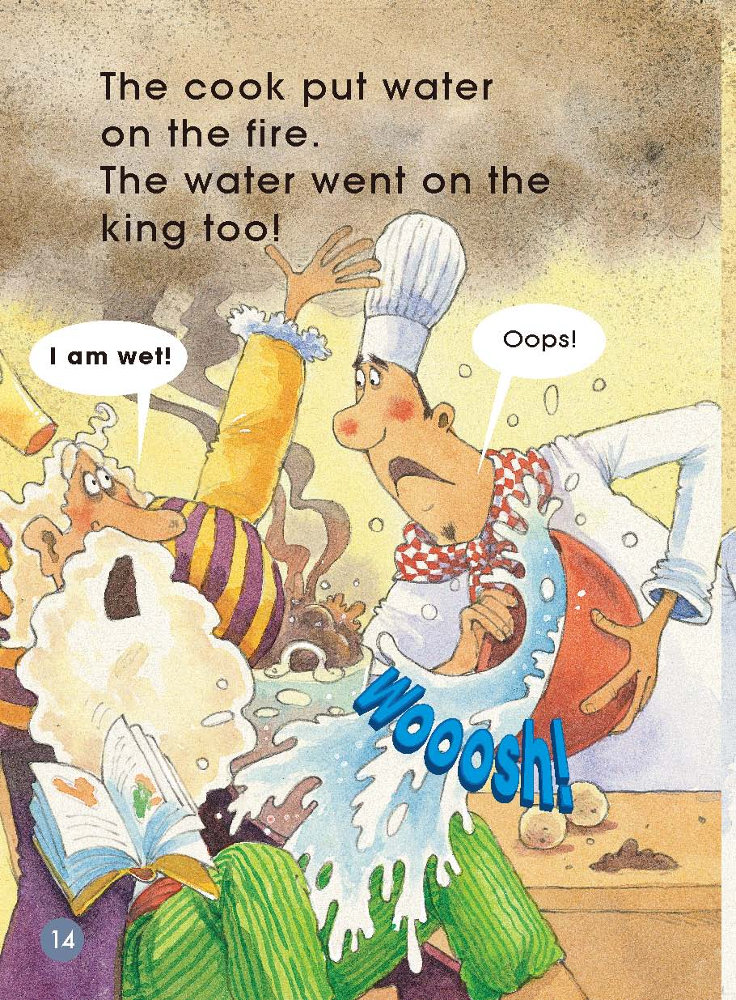 The cook put water
on the fire.
The water went on the
king too!
I am wet!
Oops!
Wooosh!
14